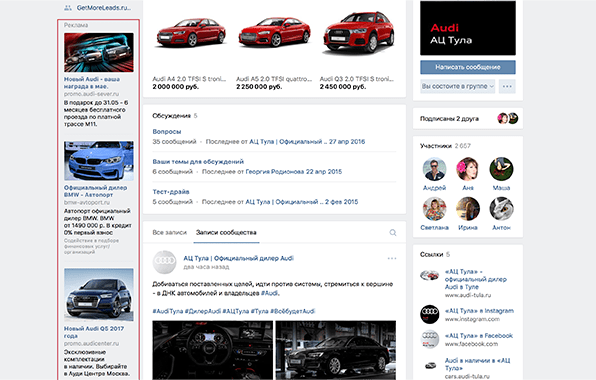 GetMoreLeads.ru..
Реклама
Новый Audi - ваша
награда в мае.
promo.audi-sever.ru
В подарок до 31.05 - 6
месяцев бесплатного
проезда по платной
трассе М11.
Официальный дилер
BMW - Автопорт
bmw-avtoport.ru
Автопорт официальный
дилер BMW. BMW
от 1490 000 р. В кредит
0% первый взнос
Содействие в подборе
финансовых услуг/
организаций
Новый Audi Q5 2017
года
promo.audicenter.ru
Эксклюзивные
комплектации
в наличии. Выбирайте
в Ауди Центре Москва.
Audi A4 2.0 TFSI S troni...
2 000 000 руб.
Audi A5 2.0 TFSI quattro...
2 250 000 руб.
Audi Q3 2.0 TFSI S troni...
2 450 000 руб.
Обсуждения 5
Вопросы
35 сообщений · Последнее от АЦ Тула | Официальный .. 27 апр 2016
Ваши темы для обсуждений
6 сообщений · Последнее от Георгия Родионова 22 апр 2015
Тест-драйв
5 сообщений · Последнее от АЦ Тула | Официальный .. 2 фев 2015
Все записи Записи сообщества
АЦ Тула | Официальный дилер Audi
два часа назад
Добиваться поставленных целей, идти против системы, стремиться к вершине
- в ДНК автомобилей и владельцев #Audi.
#AudiТула #ДилерAudi #АЦТула #Тула #ВсёбудетAudi
Audi
АЦ Тула
Написать сообщение
Вы состоите в группе
Подписаны 2 друга
Участники 2 657
Андрей Аня Маша
Светлана Ирина Антон
Ссылки 5
«АЦ Тула» -
официальный дилер
Audi в Туле
www.audi-tula.ru
«АЦ Тула» в Instagram
www.instagram.com
«АЦ Тула» в Facebook
www.facebook.com
Audi в наличии в «АЦ
Тула»
cars.audi-tula.ru